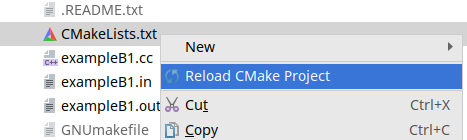 .README.txt
CMakeLists.txt
New
exampleB1.cc
Reload CMake Project
exampleB1.in
exampleB1.out
Cut Ctrl+X
GNUmakefile
Copy Ctrl+C